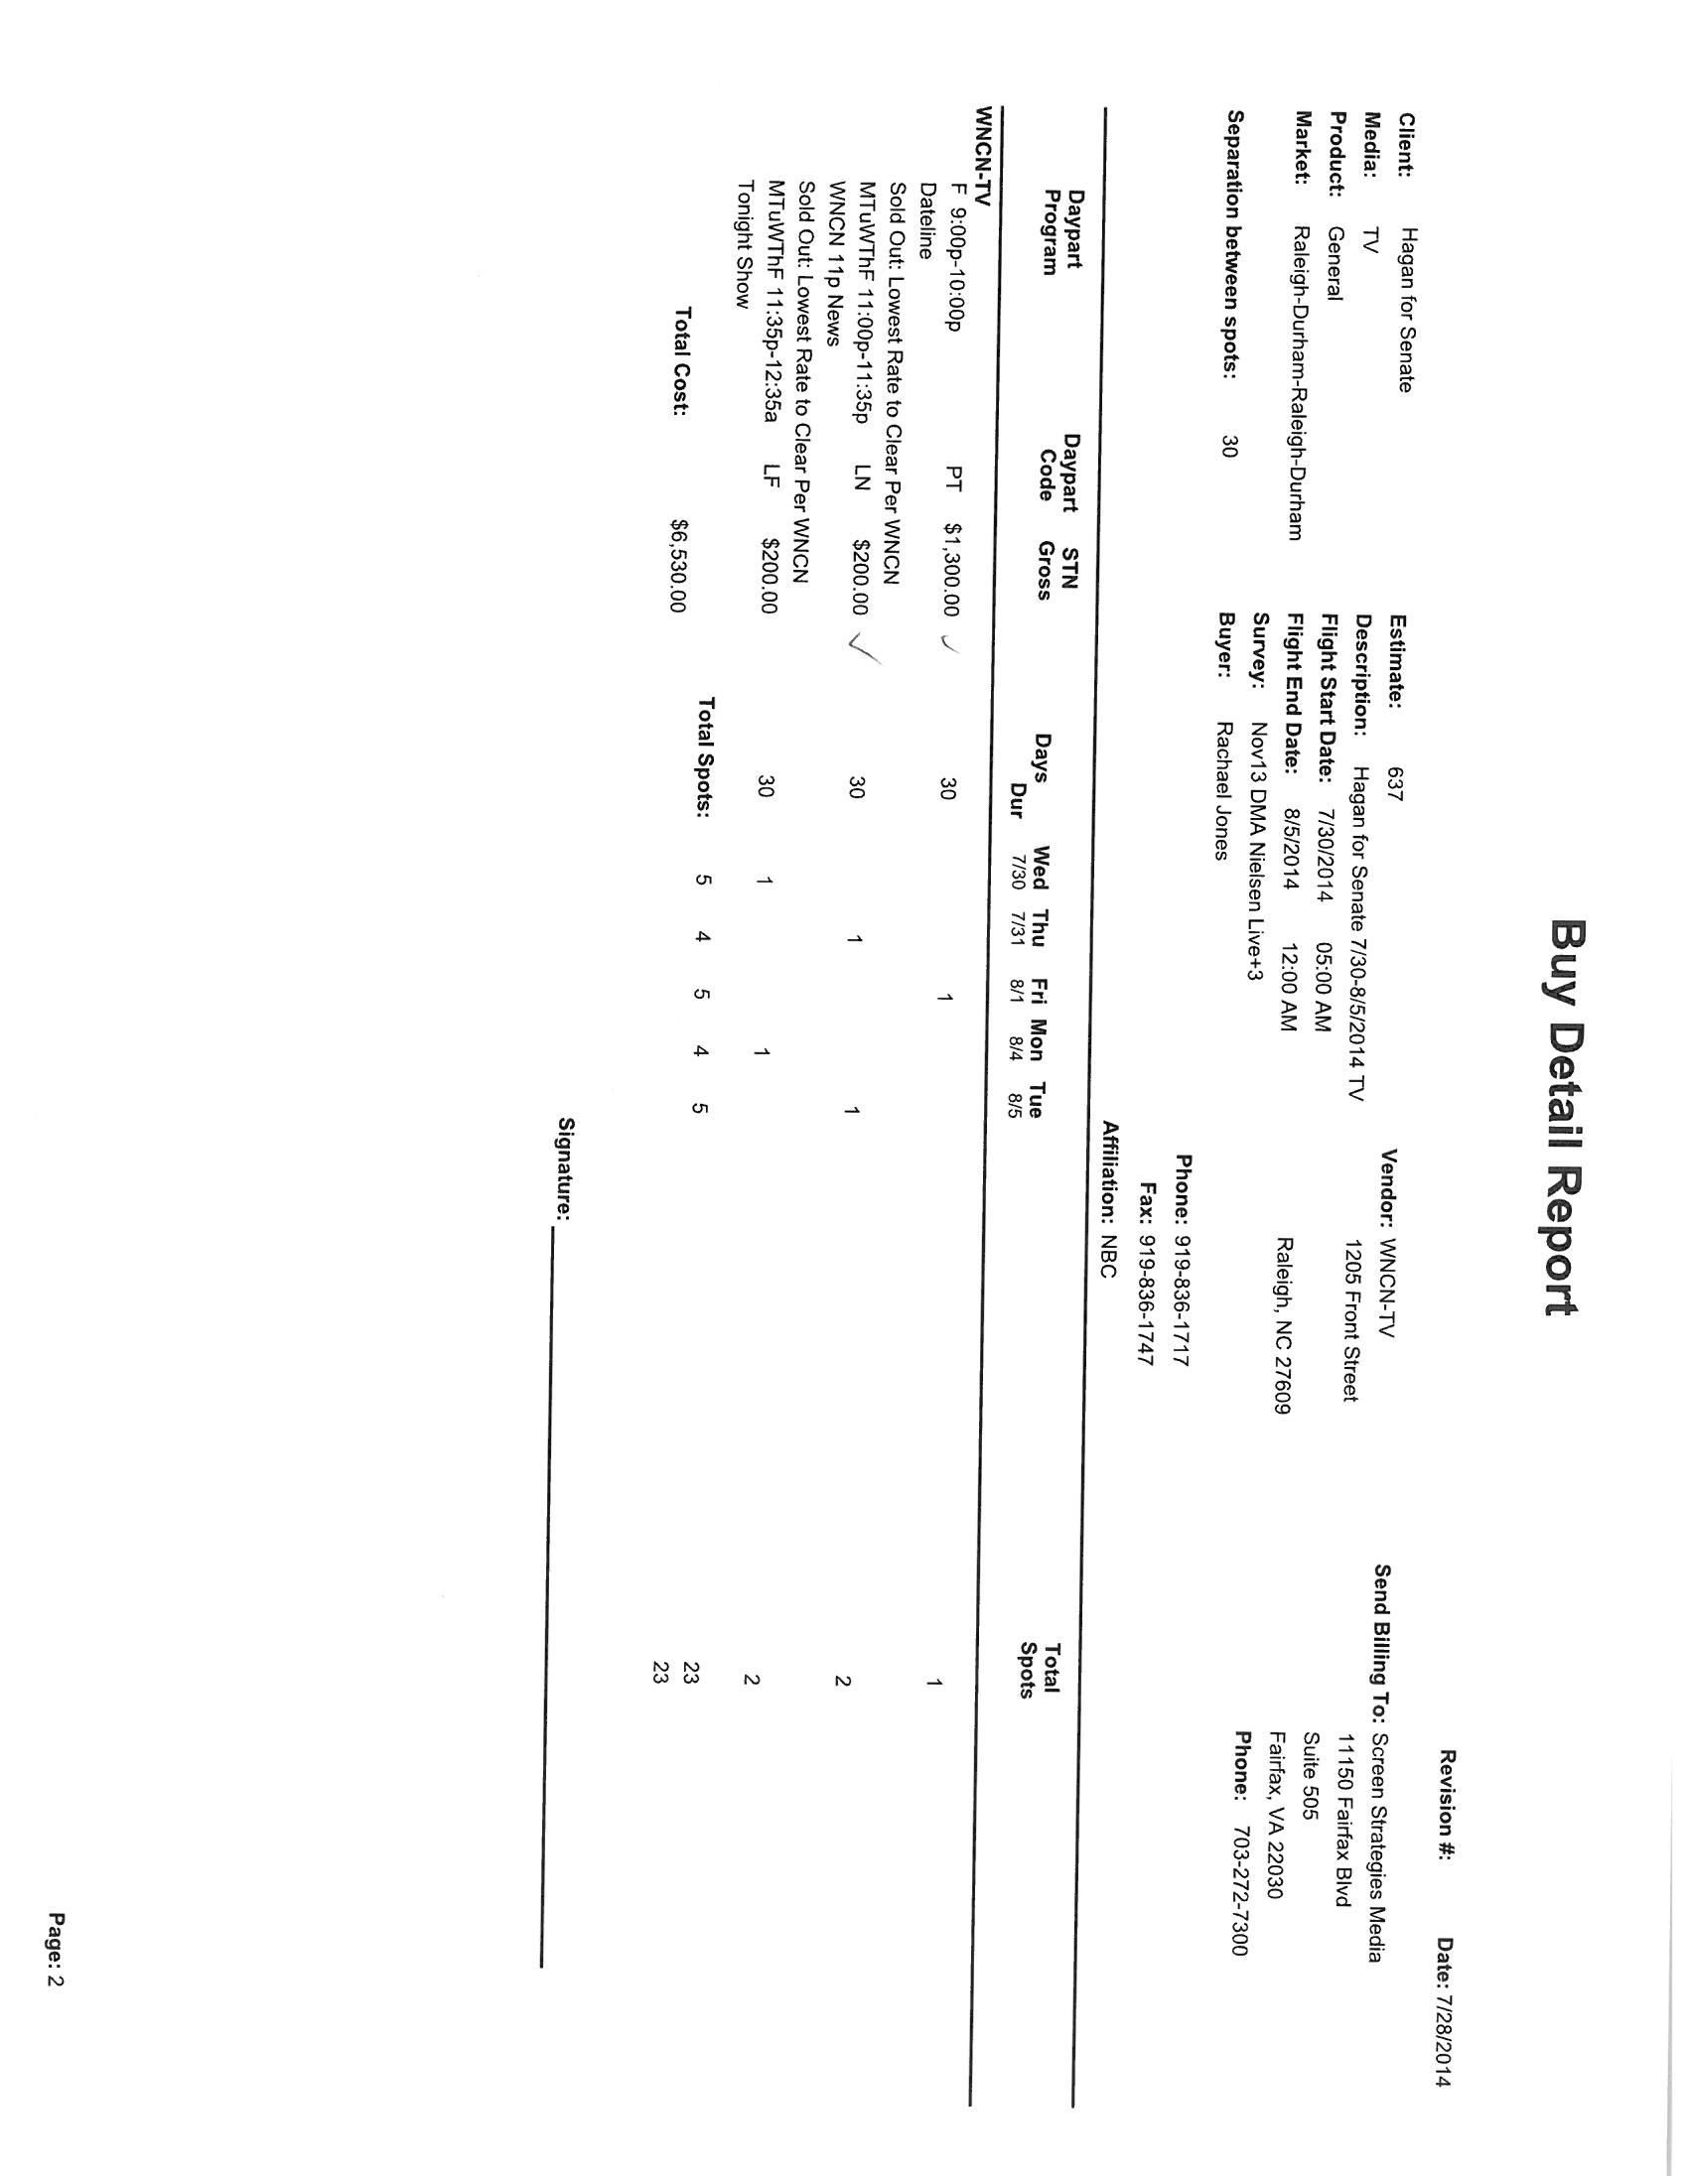 Buy Detail Report
Revision #: Date: 7/28/2014
Client: Hagan for Senate Estimate: 637 Vendor: WNCN-TV Send Billing To: Screen Strategies Media
Media: TV Description: Hagan for Senate 7/30-8/5/2014 TV 1205 Front Street 11150 Fairfax Blvd
Product: General Flight Start Date: 7/30/2014 05:00 AM Suite 505
Market: Raleigh-Durham-Raleigh-Durham Flight End Date: 8/5/2014 12:00 AM Raleigh, NC 27609 Fairfax, VA 22030
Survey: Nov13 DMA Nielsen Live+3 Phone: 703-272-7300
Separation between spots: 30 Buyer: Rachael Jones
Phone: 919-836-1717
Fax: 919-836-1747
Affiliation: NBC
Daypart Daypart STN Days Wed Thu Fri Mon Tue Total
Program Code Gross Dur 7/30 7/31 8/1 8/4 8/5 Spots
WNCN-TV
F 9:00p-10:00p PT $1,300.00 ✓ 30 1 1
Dateline
Sold Out: Lowest Rate to Clear Per WNCN
MTuWThF 11:00p-11:35p LN $200.00 ✓ 30 1 1 2
WNCN 11p News
Sold Out: Lowest Rate to Clear Per WNCN
MTuWThF 11:35p-12:35a LF $200.00 30 1 1 2
Tonight Show
Total Spots: 5 4 5 4 5 23
Total Cost: $6,530.00 23
Signature:
Page: 2